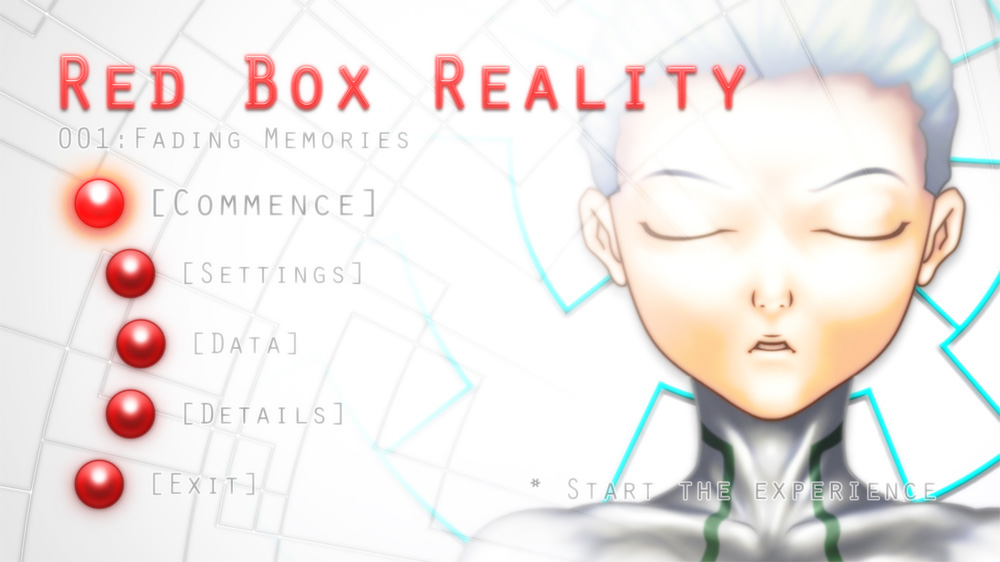 Red Box Reality
001:Fading Memories
[Commence]
[Settings]
[Data]
[Details]
[Exit]
* Start the experience